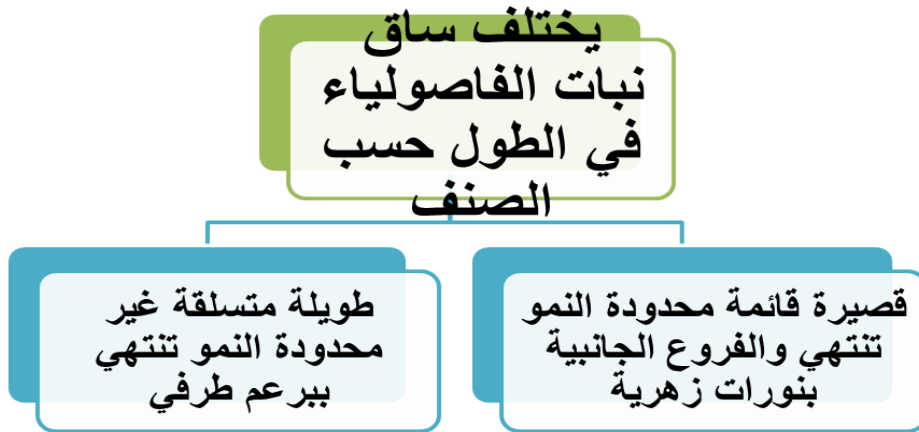 يختلف ساق
نبات الفاصولياء
في الطول حسب
الصنف
قصيرة قائمة محدودة النمو
تنتهي والفروع الجانبية
بنورات زهرية
طويلة متسلقة غير
محدودة النمو تنتهي
ببرعم طرفي